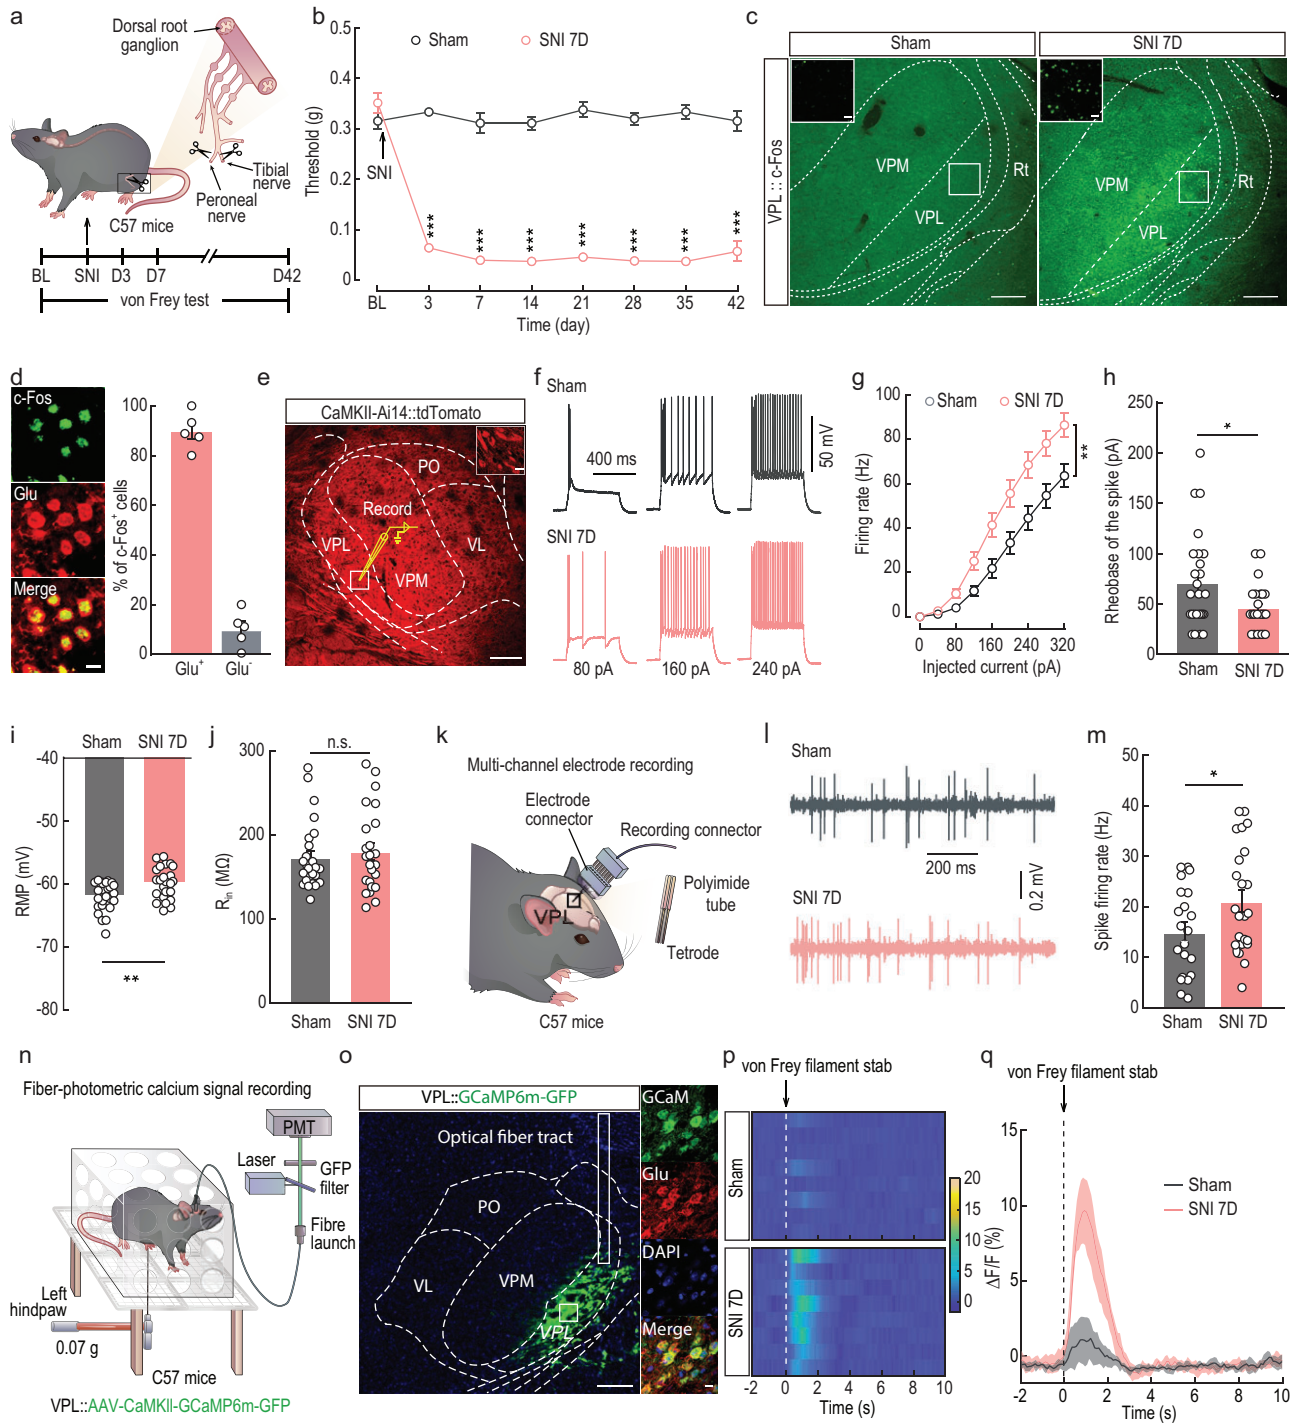 a
Dorsal root
ganglion
Tibial
nerve
Peroneal
nerve
C57 mice
BL SNI D3 D7 D42
von Frey test
b
Sham SNI 7D
Threshold (g)
0.5
0.4
0.3
0.2
0.1
0
SNI
*** *** *** *** *** *** ***
BL 3 7 14 21 28 35 42
Time (day)
c
Sham SNI 7D
VPL :: c-Fos
VPM
VPL
Rt
VPM
VPL
Rt
d
c-Fos
Glu
Merge
% of c-Fos+ cells
100
80
60
40
20
0
Glu+ Glu-
e
CaMKII-Ai14::tdTomato
PO
Record
VPL
VL
VPM
f
Sham
400 ms
50 mV
SNI 7D
80 pA 160 pA 240 pA
g
Sham SNI 7D
Firing rate (Hz)
100
80
60
40
20
0
**
0 80 160 240 320
Injected current (pA)
h
Rheobase of the spike (pA)
250
200
150
100
50
0
*
Sham SNI 7D
i
Sham SNI 7D
RMP (mV)
-40
-50
-60
-70
-80
**
j
n.s.
Rin (MΩ)
300
200
100
0
Sham SNI 7D
k
Multi-channel electrode recording
Electrode
connector
Recording connector
VPL
Polyimide
tube
Tetrode
C57 mice
l
Sham
200 ms
0.2 mV
SNI 7D
m
Spike firing rate (Hz)
50
40
30
20
10
0
*
Sham SNI 7D
n
Fiber-photometric calcium signal recording
PMT
Laser
GFP
filter
Fibre
launch
Left
hindpaw
0.07 g
C57 mice
VPL::AAV-CaMKII-GCaMP6m-GFP
o
VPL::GCaMP6m-GFP
Optical fiber tract
PO
VL
VPM
VPL
GCaM
Glu
DAPI
Merge
p
von Frey filament stab
Sham
SNI 7D
20
15
10
5
0
ΔF/F (%)
-2 0 2 4 6 8 10
Time (s)
q
von Frey filament stab
15
10
5
0
Sham
SNI 7D
-2 0 2 4 6 8 10
Time (s)